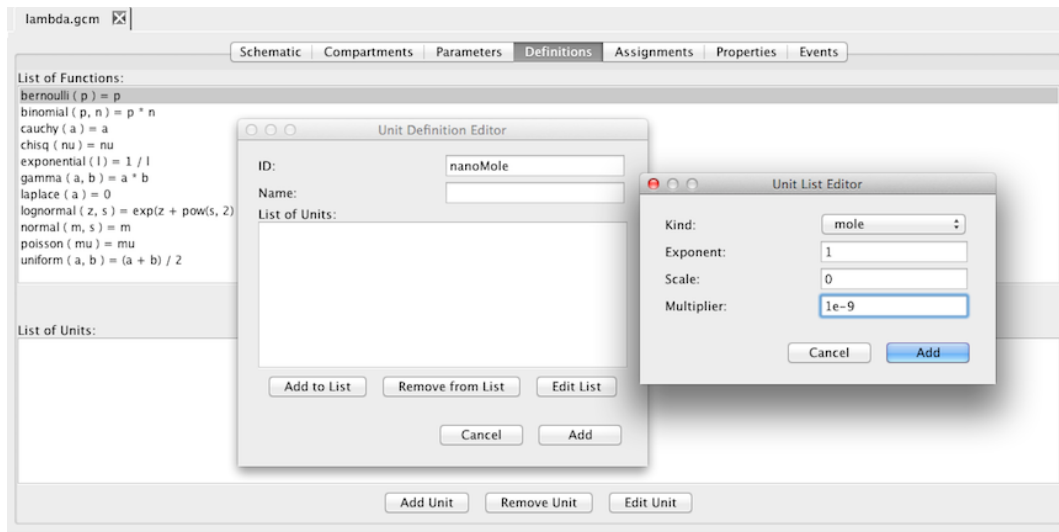 lambda.gcm
Schematic Compartments Parameters Definitions Assignments Properties Events
List of Functions:
bernoulli ( p ) = p
binomial ( p, n ) = p * n
cauchy ( a ) = a
chisq ( nu ) = nu
exponential ( l ) = 1 / l
gamma ( a, b ) = a * b
laplace ( a ) = 0
lognormal ( z, s ) = exp(z + pow(s, 2)
normal ( m, s ) = m
poisson ( mu ) = mu
uniform ( a, b ) = (a + b) / 2
List of Units:
Add Unit Remove Unit Edit Unit
Unit Definition Editor
ID: nanoMole
Name:
List of Units:
Add to List Remove from List Edit List
Cancel Add
Unit List Editor
Kind: mole
Exponent: 1
Scale: 0
Multiplier: 1e-9
Cancel Add